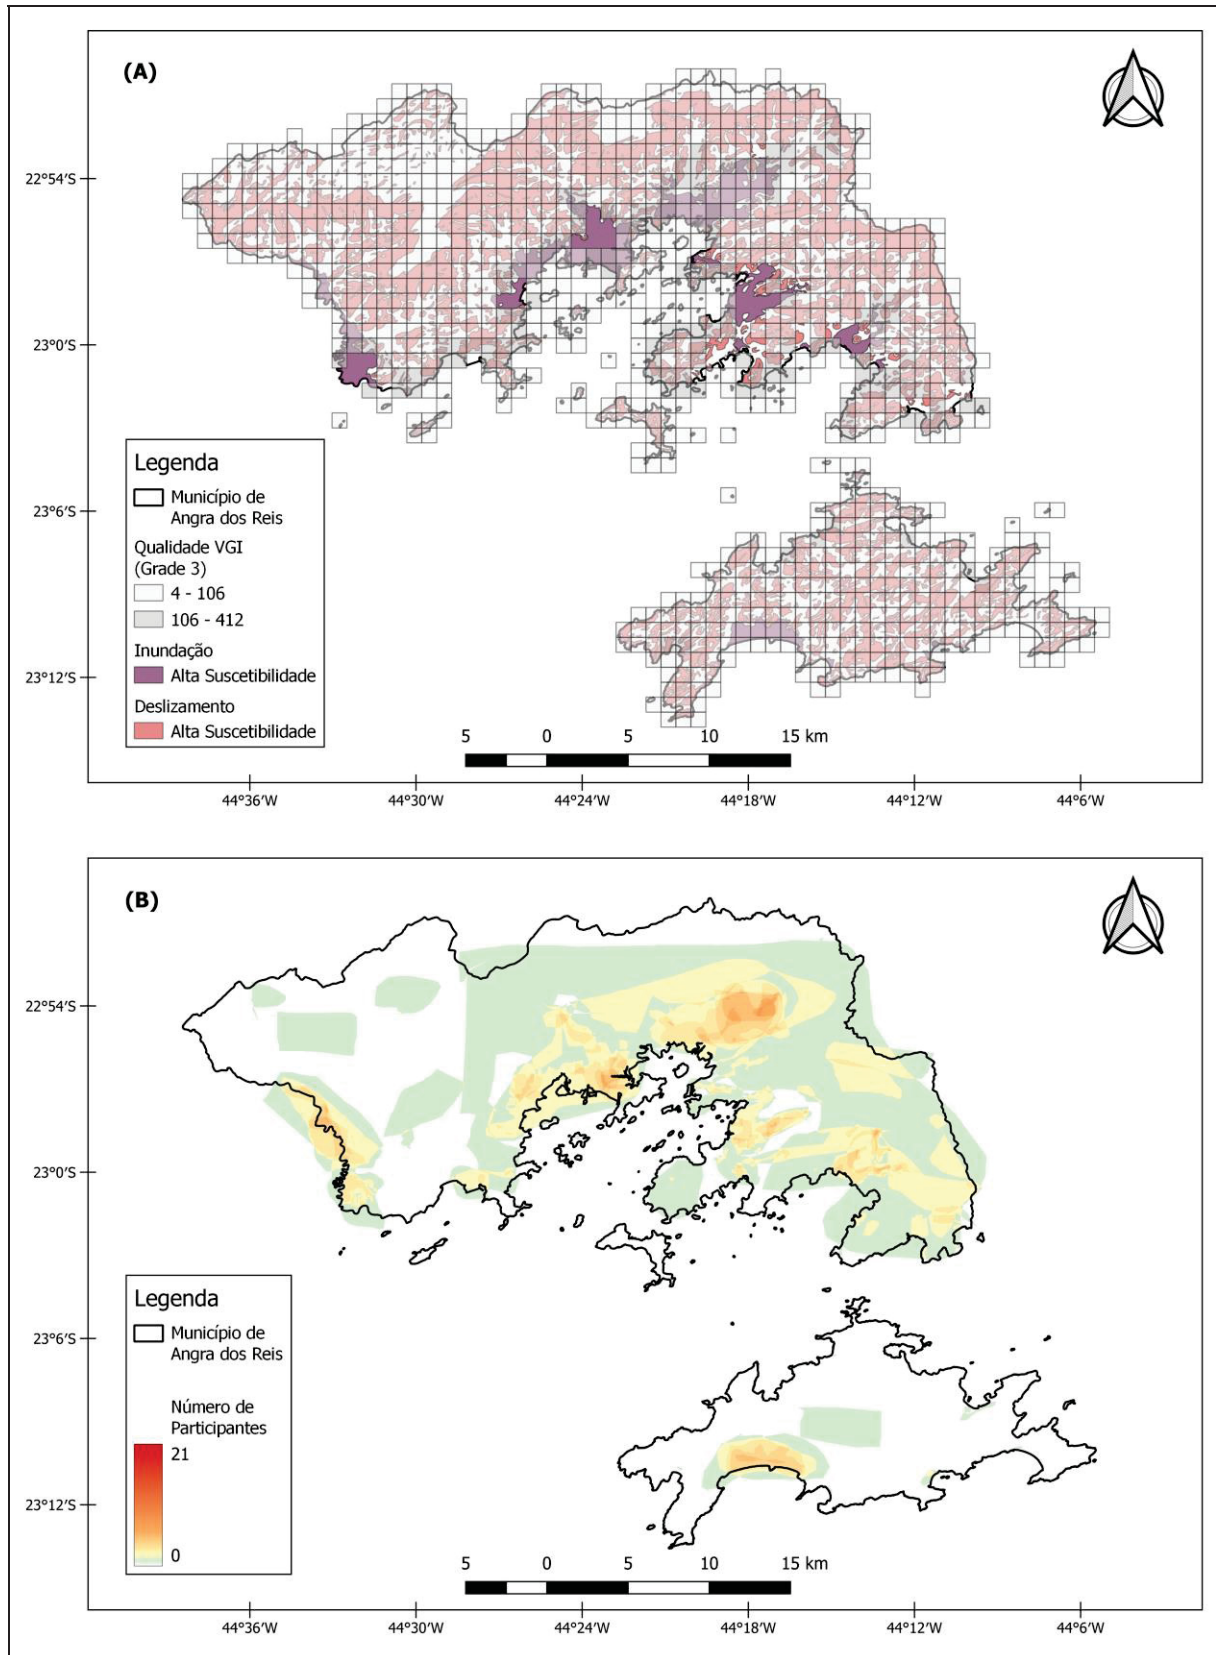 (A)
22°54'S
23°0'S
23°6'S
23°12'S
Legenda
Município de
Angra dos Reis
Qualidade VGI
(Grade 3)
4 - 106
106 - 412
Inundação
Alta Suscetibilidade
Deslizamento
Alta Suscetibilidade
5 0 5 10 15 km
44°36'W 44°30'W 44°24'W 44°18'W 44°12'W 44°6'W
(B)
22°54'S
23°0'S
23°6'S
23°12'S
Legenda
Município de
Angra dos Reis
Número de
Participantes
21
0
5 0 5 10 15 km
44°36'W 44°30'W 44°24'W 44°18'W 44°12'W 44°6'W